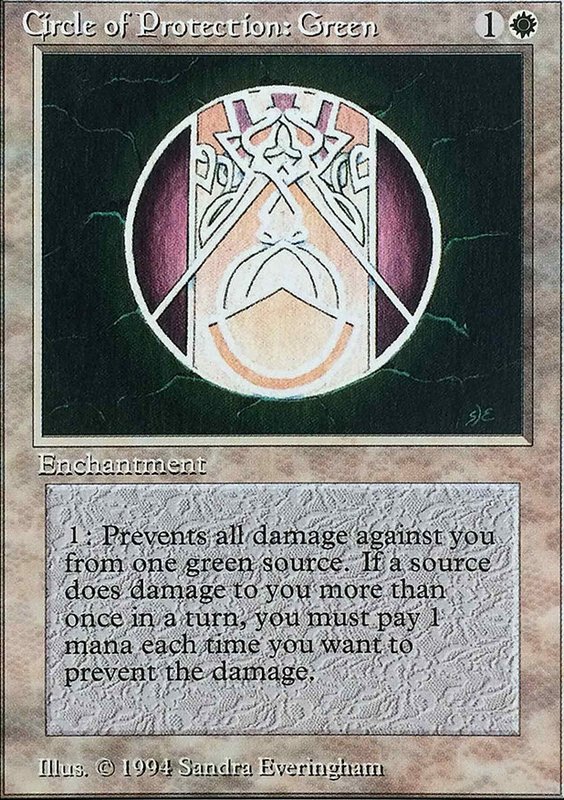 Circle of Protection: Green 1
SJE
Enchantment
1: Prevents all damage against you
from one green source. If a source
does damage to you more than
once in a turn, you must pay 1
mana each time you want to
prevent the damage.
Illus. © 1994 Sandra Everingham